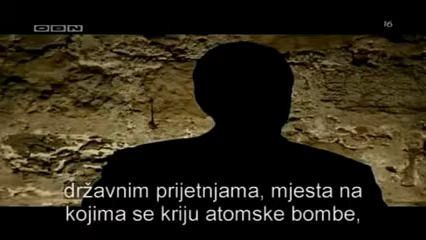 OBN
16
državnim prijetnjama, mjesta na
kojima se kriju atomske bombe,